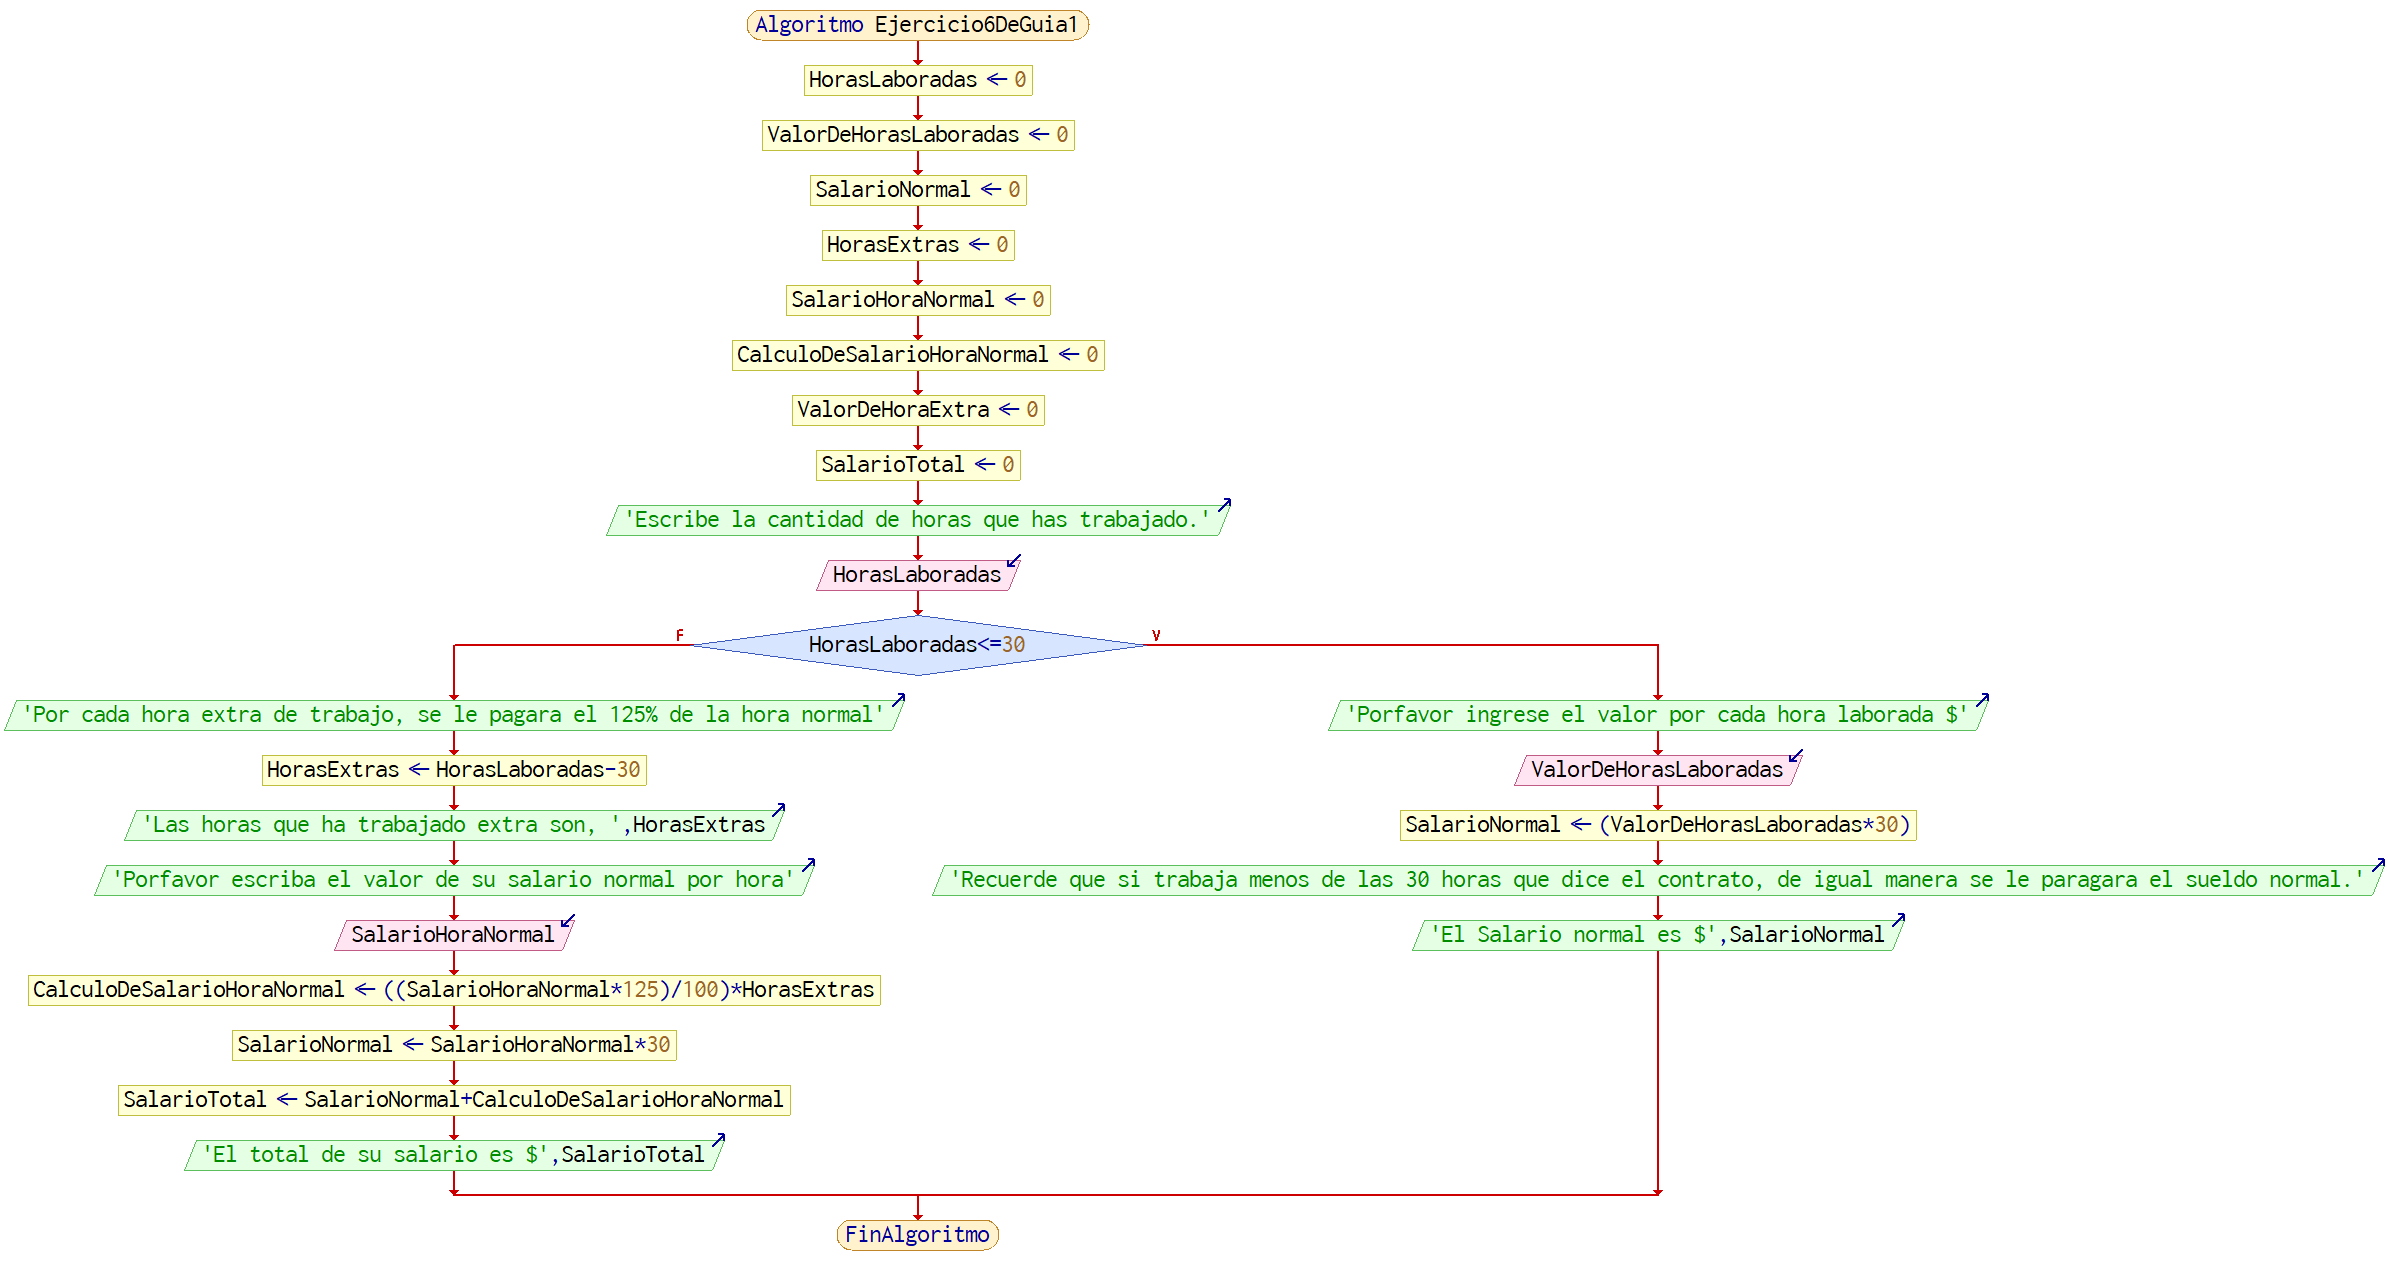 Algoritmo Ejercicio6DeGuia1
HorasLaboradas ← 0
ValorDeHorasLaboradas ← 0
SalarioNormal ← 0
HorasExtras ← 0
SalarioHoraNormal ← 0
CalculoDeSalarioHoraNormal ← 0
ValorDeHoraExtra ← 0
SalarioTotal ← 0
'Escribe la cantidad de horas que has trabajado.'
HorasLaboradas
HorasLaboradas<=30
F
'Por cada hora extra de trabajo, se le pagara el 125% de la hora normal'
HorasExtras ← HorasLaboradas-30
'Las horas que ha trabajado extra son, ',HorasExtras
'Porfavor escriba el valor de su salario normal por hora'
SalarioHoraNormal
CalculoDeSalarioHoraNormal ← ((SalarioHoraNormal*125)/100)*HorasExtras
SalarioNormal ← SalarioHoraNormal*30
SalarioTotal ← SalarioNormal+CalculoDeSalarioHoraNormal
'El total de su salario es $',SalarioTotal
V
'Porfavor ingrese el valor por cada hora laborada $'
ValorDeHorasLaboradas
SalarioNormal ← (ValorDeHorasLaboradas*30)
'Recuerde que si trabaja menos de las 30 horas que dice el contrato, de igual manera se le paragara el sueldo normal.'
'El Salario normal es $',SalarioNormal
FinAlgoritmo